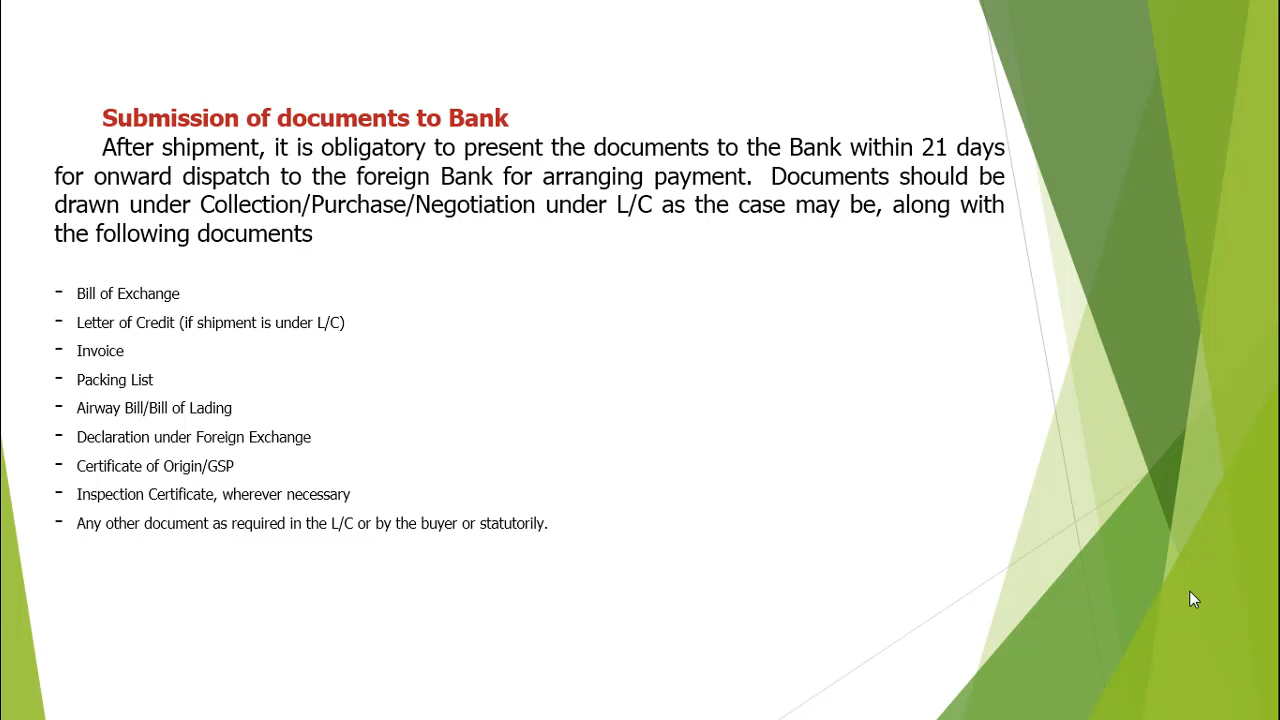 Submission of documents to Bank
After shipment, it is obligatory to present the documents to the Bank within 21 days
for onward dispatch to the foreign Bank for arranging payment. Documents should be
drawn under Collection/Purchase/Negotiation under L/C as the case may be, along with
the following documents
- Bill of Exchange
- Letter of Credit (if shipment is under L/C)
- Invoice
- Packing List
- Airway Bill/Bill of Lading
- Declaration under Foreign Exchange
- Certificate of Origin/GSP
- Inspection Certificate, wherever necessary
- Any other document as required in the L/C or by the buyer or statutorily.